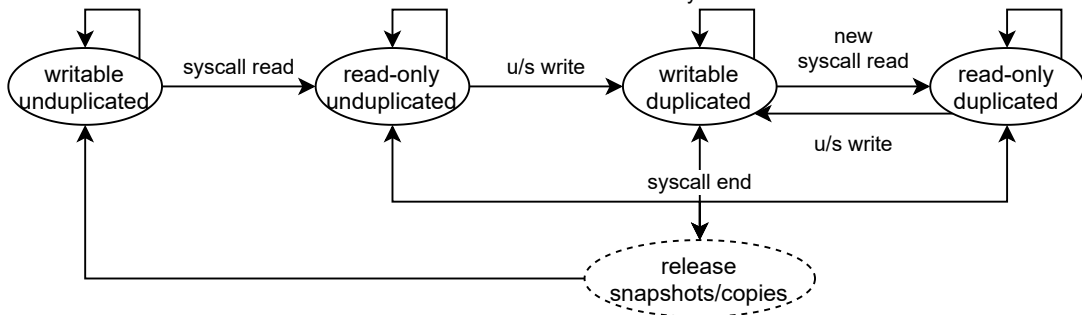 new
syscall read
syscall read
u/s write
writable
unduplicated
read-only
unduplicated
writable
duplicated
read-only
duplicated
u/s write
syscall end
release
snapshots/copies